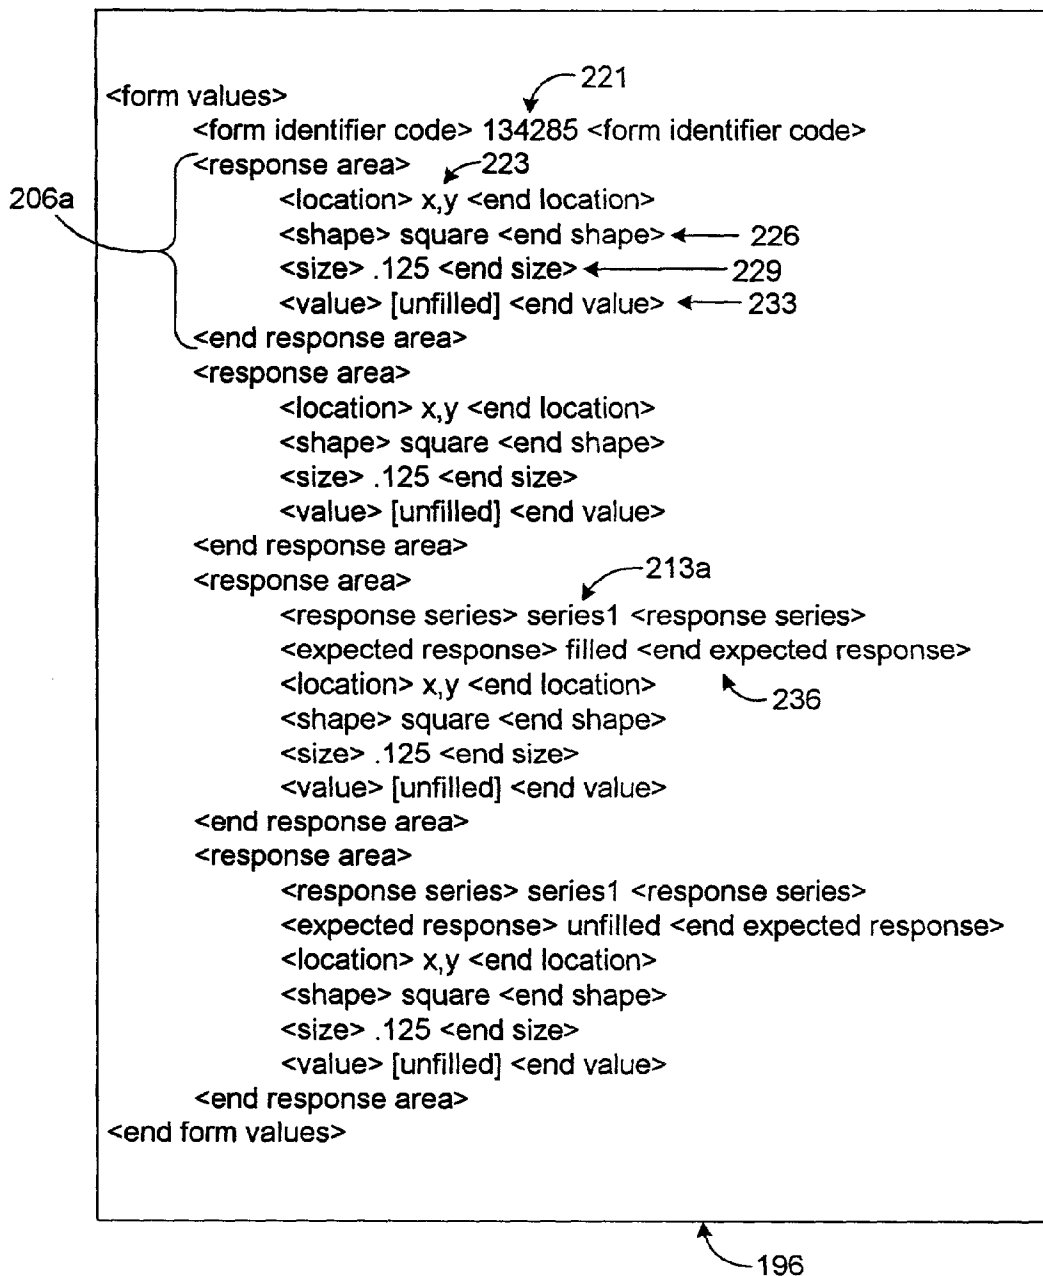 221
<form values>
<form identifier code> 134285 <form identifier code>
<response area>
223
206a
<location> x,y <end location>
<shape> square <end shape>
226
<size> .125 <end size>
229
<value> [unfilled] <end value>
233
<end response area>
<response area>
<location> x,y <end location>
<shape> square <end shape>
<size> .125 <end size>
<value> [unfilled] <end value>
<end response area>
<response area>
213a
<response series> series1 <response series>
<expected response> filled <end expected response>
<location> x,y <end location>
236
<shape> square <end shape>
<size> .125 <end size>
<value> [unfilled] <end value>
<end response area>
<response area>
<response series> series1 <response series>
<expected response> unfilled <end expected response>
<location> x,y <end location>
<shape> square <end shape>
<size> .125 <end size>
<value> [unfilled] <end value>
<end response area>
<end form values>
196